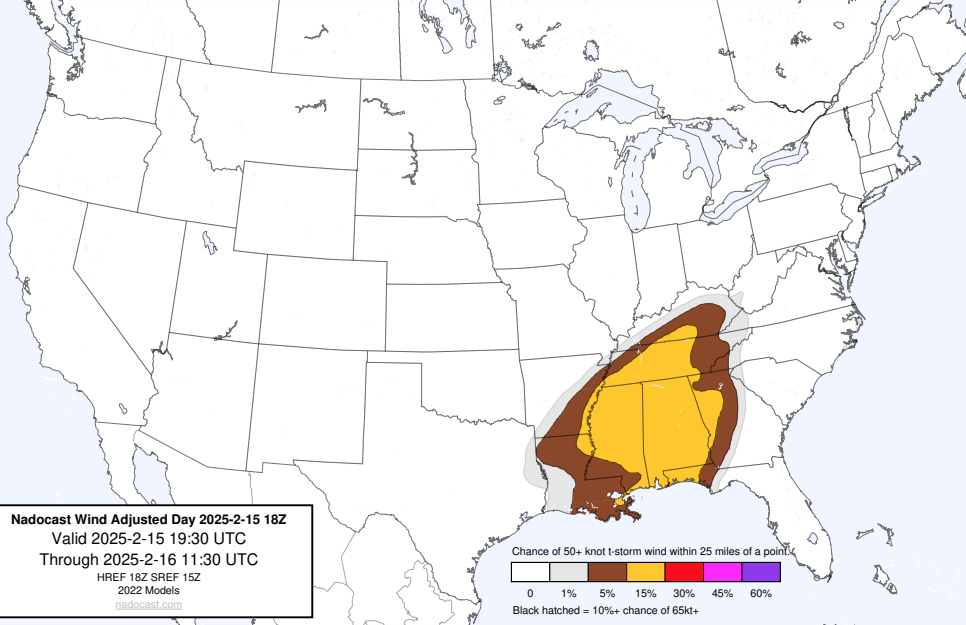 Nadocast Wind Adjusted Day 2025-2-15 18Z
Valid 2025-2-15 19:30 UTC
Through 2025-2-16 11:30 UTC
HREF 18Z SREF 15Z
2022 Models
nadocast.com
Chance of 50+ knot t-storm wind within 25 miles of a point.
0 1% 5% 15% 30% 45% 60%
Black hatched = 10%+ chance of 65kt+